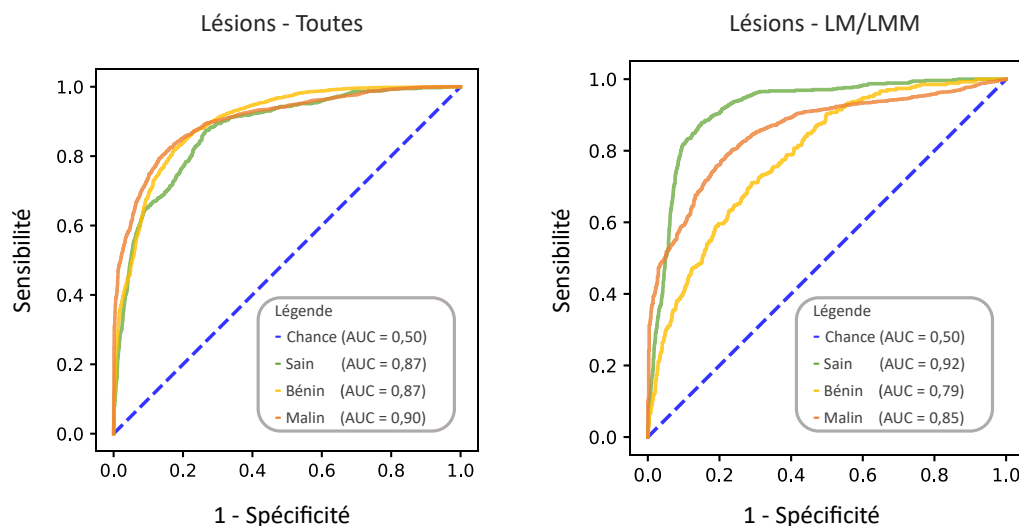 Lésions - Toutes
Sensibilité
1.0
0.8
0.6
0.4
0.2
0.0
Légende
Chance (AUC = 0,50)
Sain (AUC = 0,87)
Bénin (AUC = 0,87)
Malin (AUC = 0,90)
0.0 0.2 0.4 0.6 0.8 1.0
1 - Spécificité
Lésions - LM/LMM
Sensibilité
1.0
0.8
0.6
0.4
0.2
0.0
Légende
Chance (AUC = 0,50)
Sain (AUC = 0,92)
Bénin (AUC = 0,79)
Malin (AUC = 0,85)
0.0 0.2 0.4 0.6 0.8 1.0
1 - Spécificité